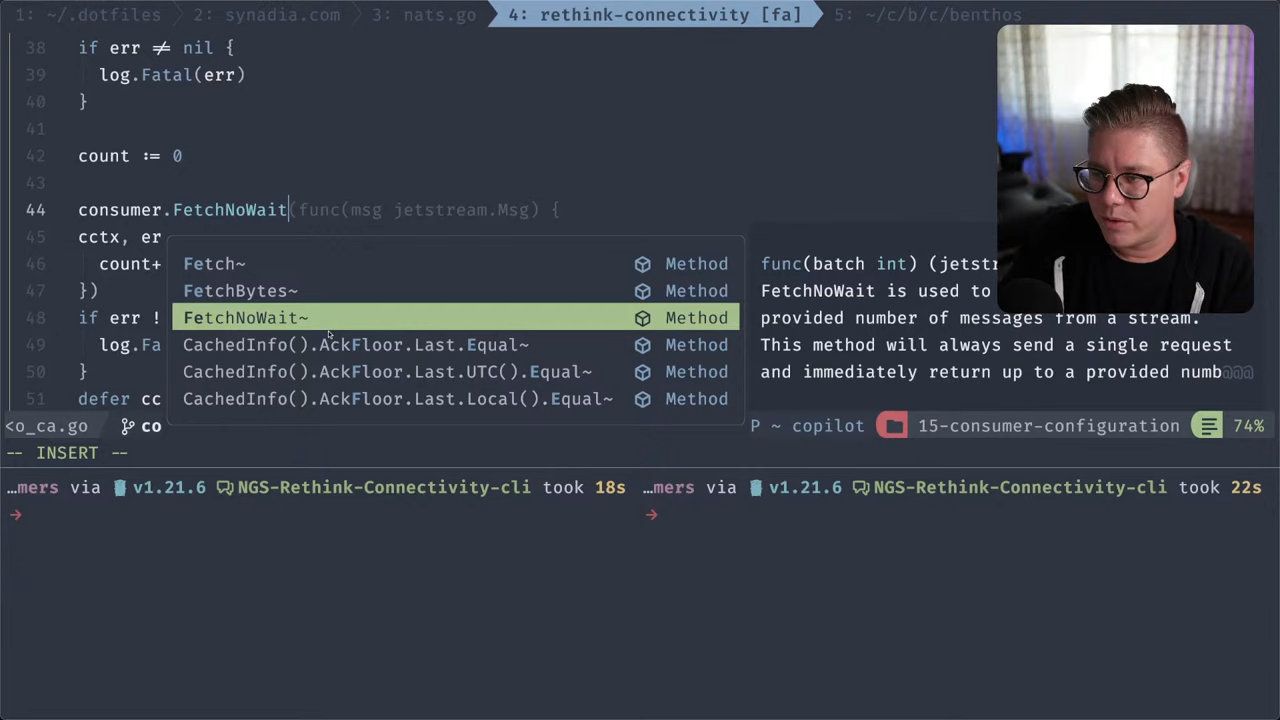 1: ~/.dotfiles 2: synadia.com 3: nats.go 4: rethink-connectivity [fa] 5: ~/c/b/c/benthos
38 if err ≠ nil {
39 log.Fatal(err)
40 }
41
42 count := 0
43
44 consumer.FetchNoWait(func(msg jetstream.Msg) {
45 cctx, er
46 count+
47 })
48 if err !
49 log.Fa
50 }
51 defer cc
Fetch~ Method
FetchBytes~ Method
FetchNoWait~ Method
CachedInfo().AckFloor.Last.Equal~ Method
CachedInfo().AckFloor.Last.UTC().Equal~ Method
CachedInfo().AckFloor.Last.Local().Equal~ Method
func(batch int) (jetstr
FetchNoWait is used to
provided number of messages from a stream.
This method will always send a single request
and immediately return up to a provided numb@@@
<o_ca.go co P ~ copilot 15-consumer-configuration 74%
-- INSERT --
…mers via v1.21.6 NGS-Rethink-Connectivity-cli took 18s
→
…mers via v1.21.6 NGS-Rethink-Connectivity-cli took 22s
→